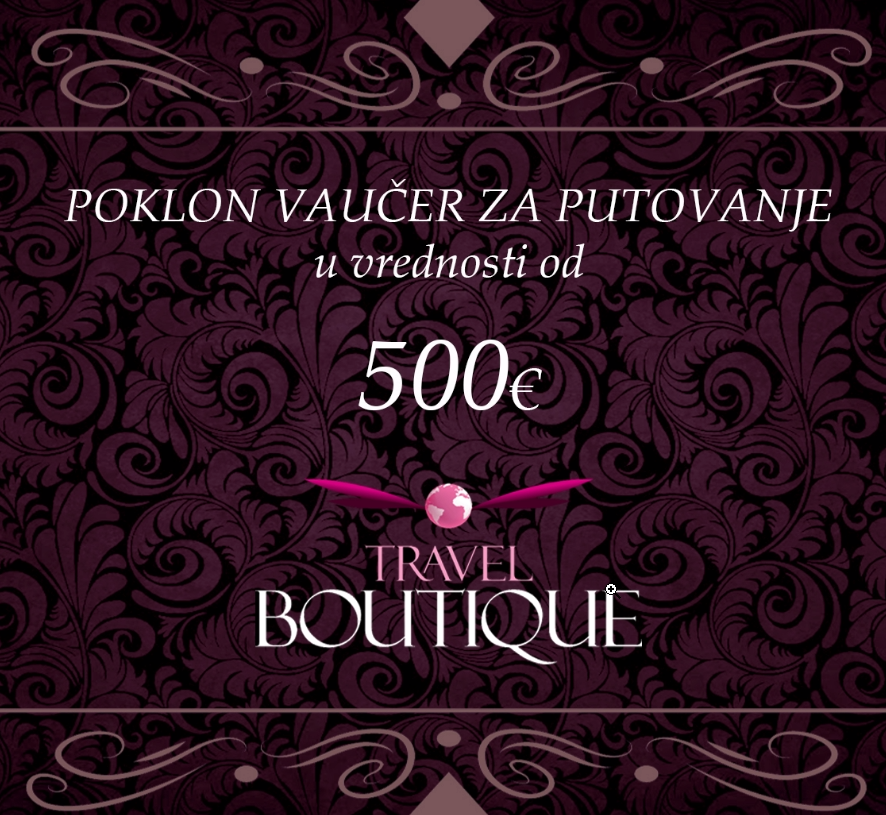 POKLON VAUČER ZA PUTOVANJE
u vrednosti od
500€
TRAVEL
BOUTIQUE